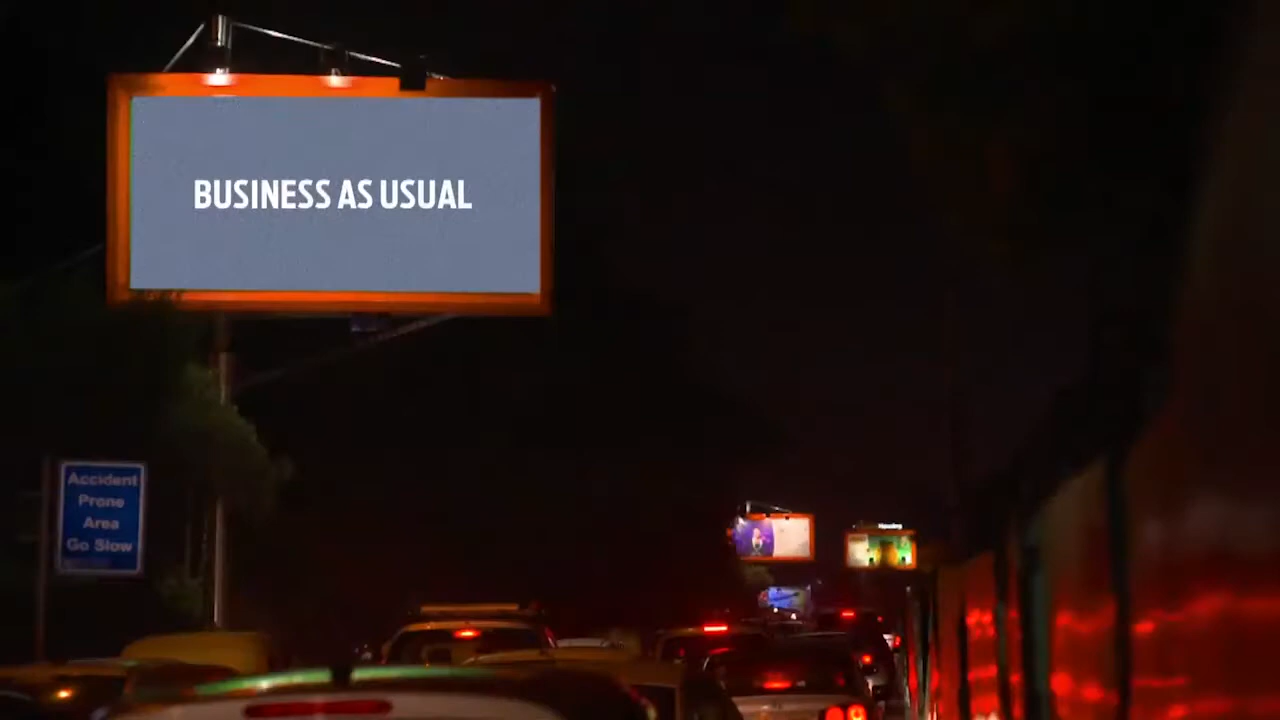 BUSINESS AS USUAL
Accident
Prone
Area
Go Slow